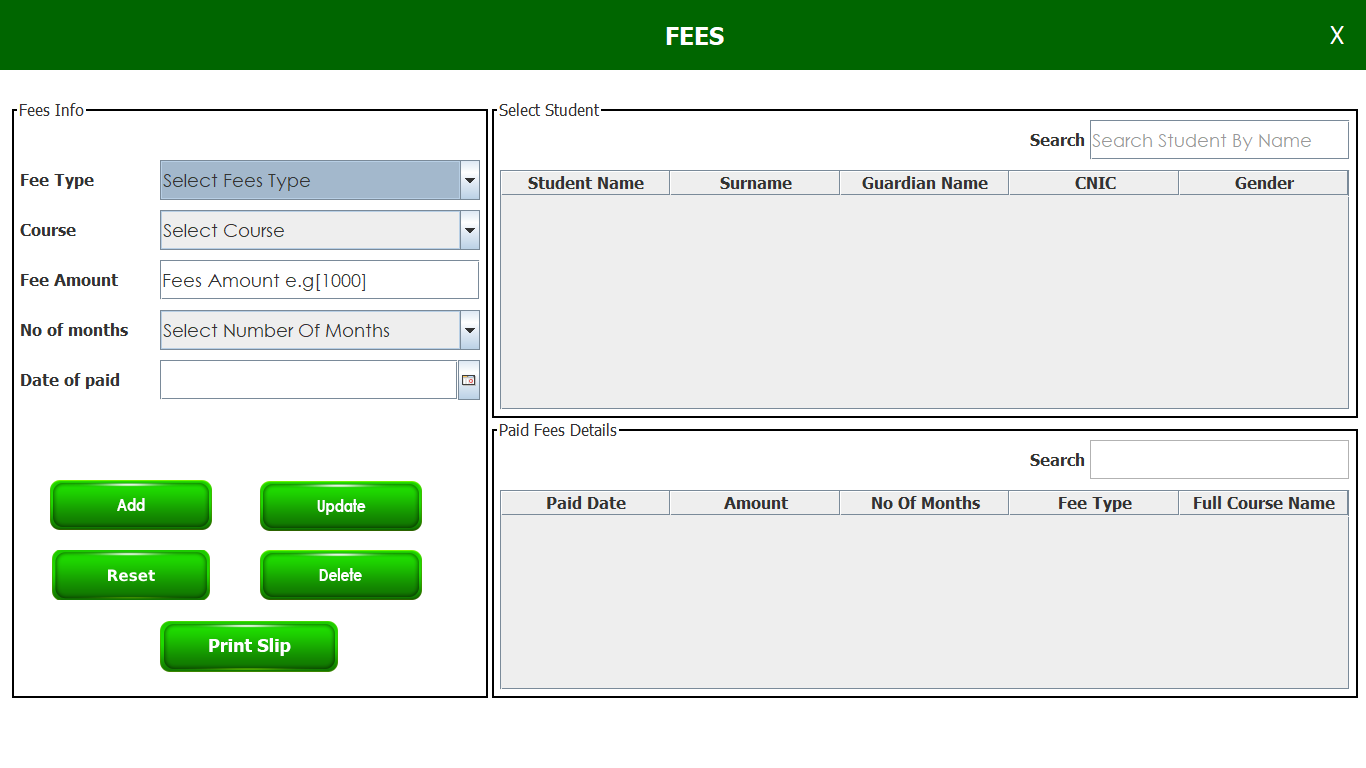 FEES
X
Fees Info
Fee Type
Select Fees Type
Course
Select Course
Fee Amount
Fees Amount e.g[1000]
No of months
Select Number Of Months
Date of paid
Add
Update
Reset
Delete
Print Slip
Select Student
Search
Search Student By Name
Student Name
Surname
Guardian Name
CNIC
Gender
Paid Fees Details
Search
Paid Date
Amount
No Of Months
Fee Type
Full Course Name